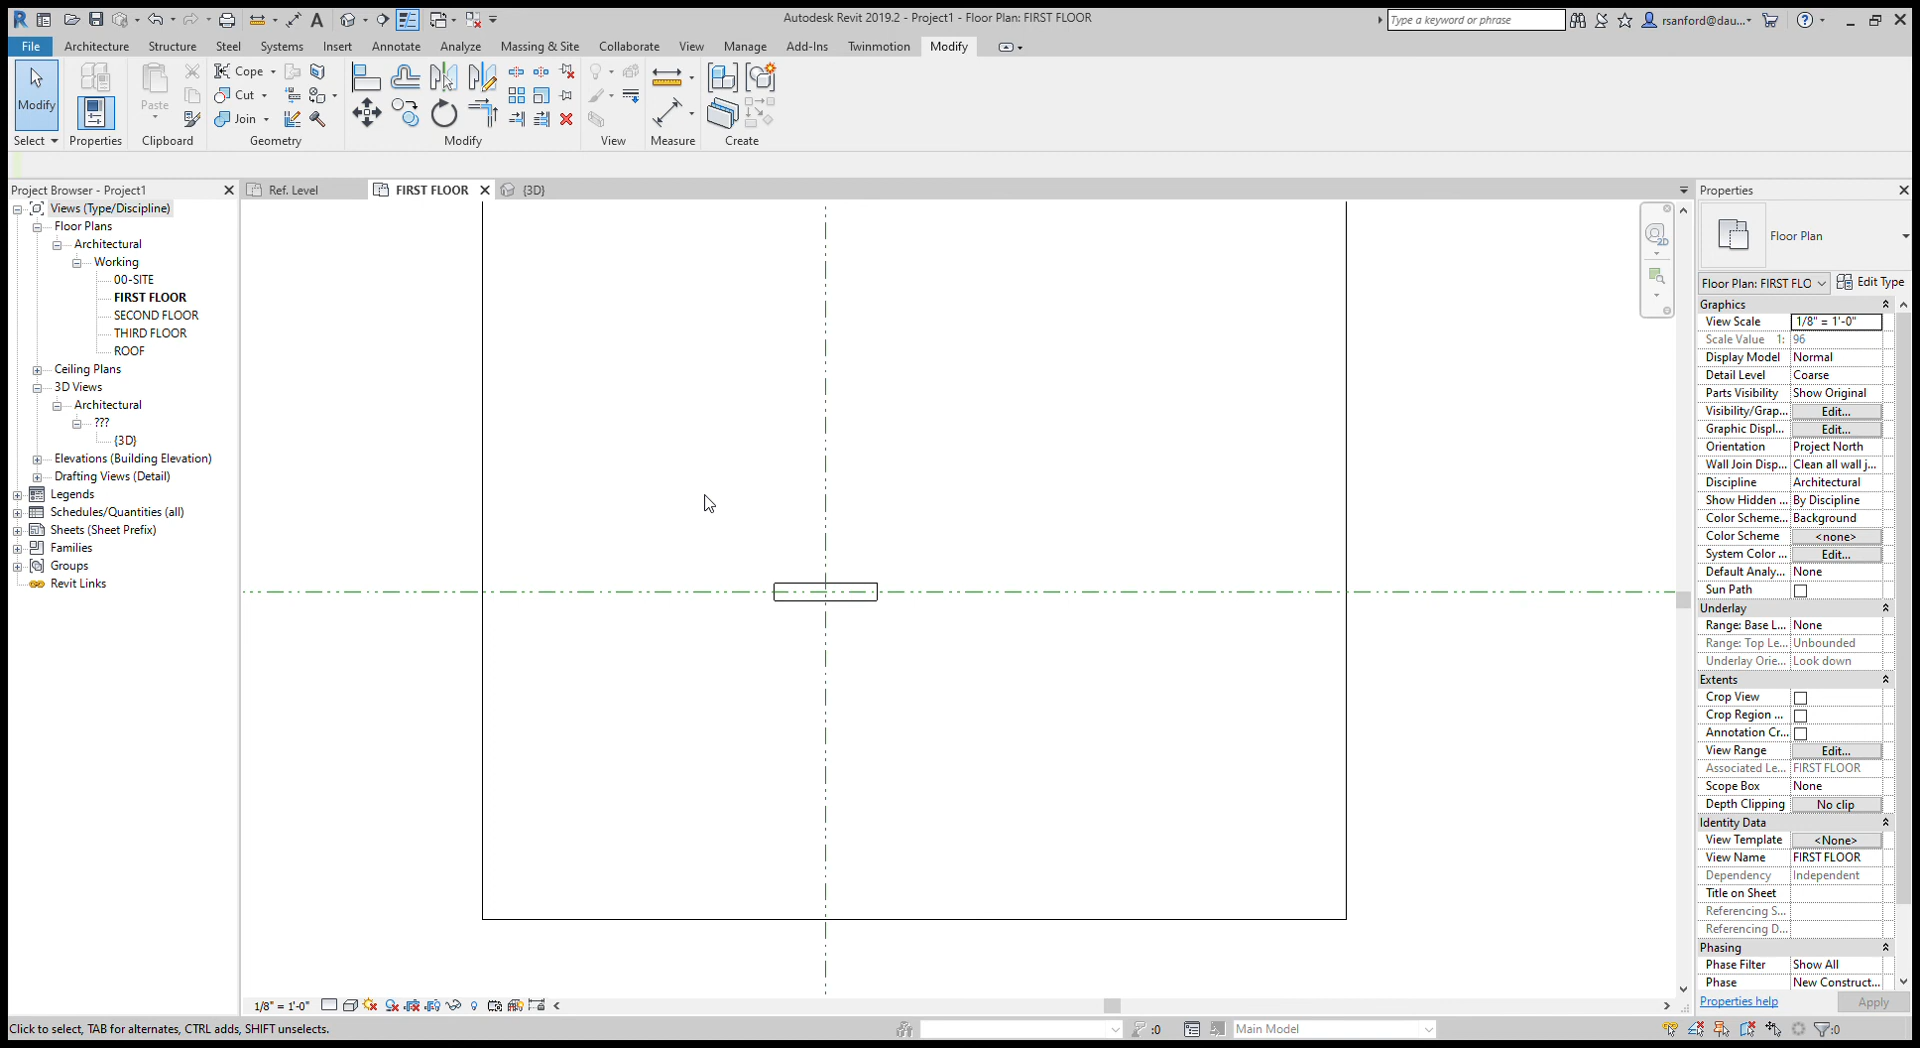 Autodesk Revit 2019.2 - Project1 - Floor Plan: FIRST FLOOR
Type a keyword or phrase
rsanford@dau...
File Architecture Structure Steel Systems Insert Annotate Analyze Massing & Site Collaborate View Manage Add-Ins Twinmotion Modify
Modify
Paste
Cope
Cut
Join
Select Properties Clipboard Geometry Modify View Measure Create
Project Browser - Project1
Ref. Level
FIRST FLOOR
{3D}
Properties
Views (Type/Discipline)
Floor Plans
Architectural
Working
00-SITE
FIRST FLOOR
SECOND FLOOR
THIRD FLOOR
ROOF
Ceiling Plans
3D Views
Architectural
???
{3D}
Elevations (Building Elevation)
Drafting Views (Detail)
Legends
Schedules/Quantities (all)
Sheets (Sheet Prefix)
Families
Groups
Revit Links
2D
Floor Plan
Floor Plan: FIRST FLO Edit Type
Graphics
View Scale 1/8" = 1'-0"
Scale Value 1: 96
Display Model Normal
Detail Level Coarse
Parts Visibility Show Original
Visibility/Grap... Edit...
Graphic Displ... Edit...
Orientation Project North
Wall Join Disp... Clean all wall j...
Discipline Architectural
Show Hidden ... By Discipline
Color Scheme... Background
Color Scheme <none>
System Color ... Edit...
Default Analy... None
Sun Path
Underlay
Range: Base L... None
Range: Top Le... Unbounded
Underlay Orie... Look down
Extents
Crop View
Crop Region ...
Annotation Cr...
View Range Edit...
Associated Le... FIRST FLOOR
Scope Box None
Depth Clipping No clip
Identity Data
View Template <None>
View Name FIRST FLOOR
Dependency Independent
Title on Sheet
Referencing S...
Referencing D...
Phasing
Phase Filter Show All
Phase New Construct...
Properties help Apply
1/8" = 1'-0"
Click to select, TAB for alternates, CTRL adds, SHIFT unselects.
:0
Main Model
:0